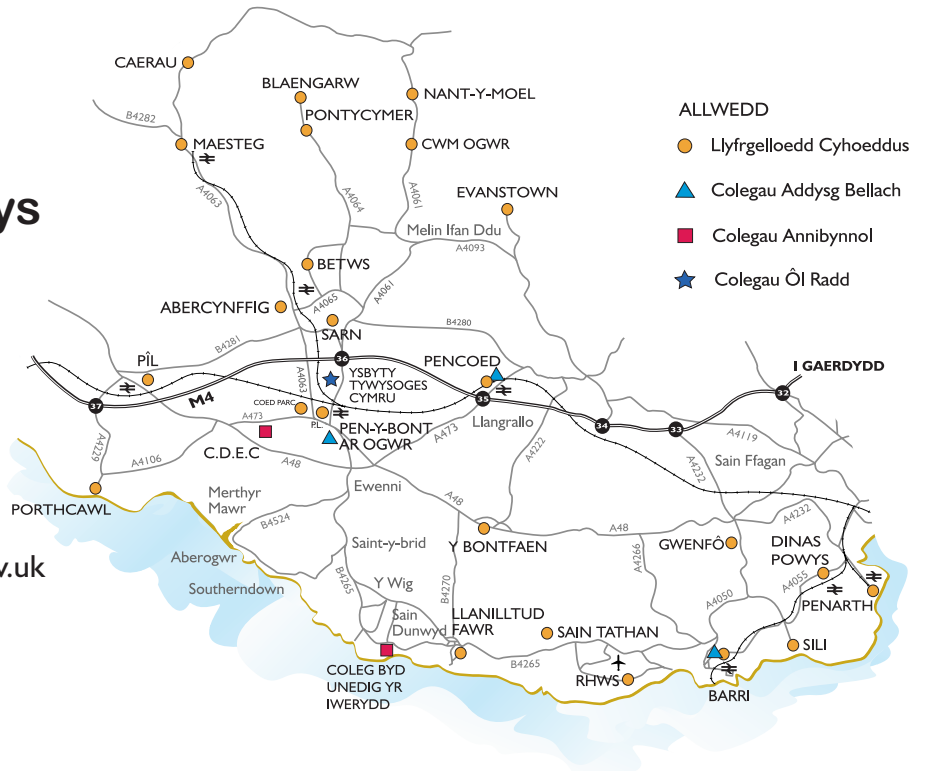 CAERAU
BLAENGARW
NANT-Y-MOEL
PONTYCYMER
B4282
MAESTEG
CWM OGWR
A4063
A4064
A4061
EVANSTOWN
Melin Ifan Ddu
A4093
ys
ALLWEDD
Llyfrgelloedd Cyhoeddus
Colegau Addysg Bellach
Colegau Annibynnol
Colegau Ôl Radd
BETWS
A4061
A4065
ABERCYNFFIG
SARN
B4280
B4281
PÎL
36
PENCOED
I GAERDYDD
YSBYTY
TYWYSOGES
CYMRU
M4
A4063
37
35
32
COED PARC
P.L.
A473
PEN-Y-BONT
AR OGWR
A473
Llangrallo
34
33
A4119
C.D.E.C
A48
A4222
Sain Ffagan
A4229
A4106
A4232
PORTHCAWL
Merthyr
Mawr
Ewenni
A48
B4524
A48
A4232
Y BONTFAEN
Saint-y-brid
GWENFÔ
DINAS
POWYS
v.uk
Aberogwr
Southerndown
B4265
Y Wig
B4270
A4266
A4050
A4055
PENARTH
Sain
Dunwyd
LLANILLTUD
FAWR
SAIN TATHAN
SILI
B4265
COLEG BYD
UNEDIG YR
IWERYDD
RHWS
BARRI